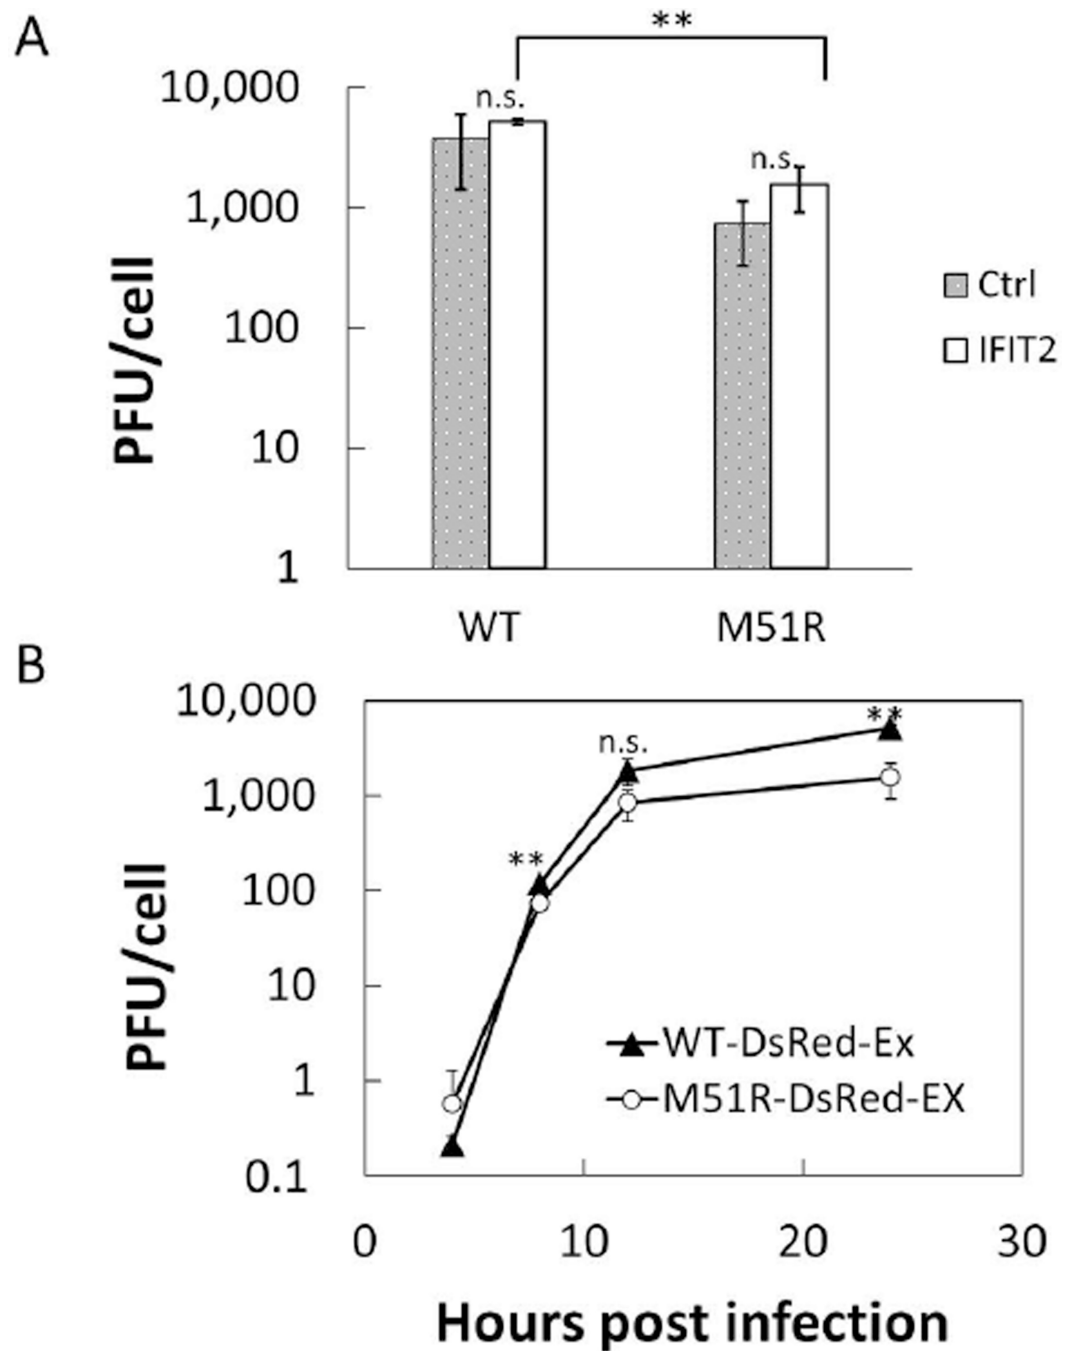 A
**
10,000
n.s.
n.s.
1,000
100
10
1
PFU/cell
Ctrl
IFIT2
WT
M51R
B
10,000
**
n.s.
1,000
**
100
10
1
0.1
PFU/cell
WT-DsRed-Ex
M51R-DsRed-EX
0
10
20
30
Hours post infection